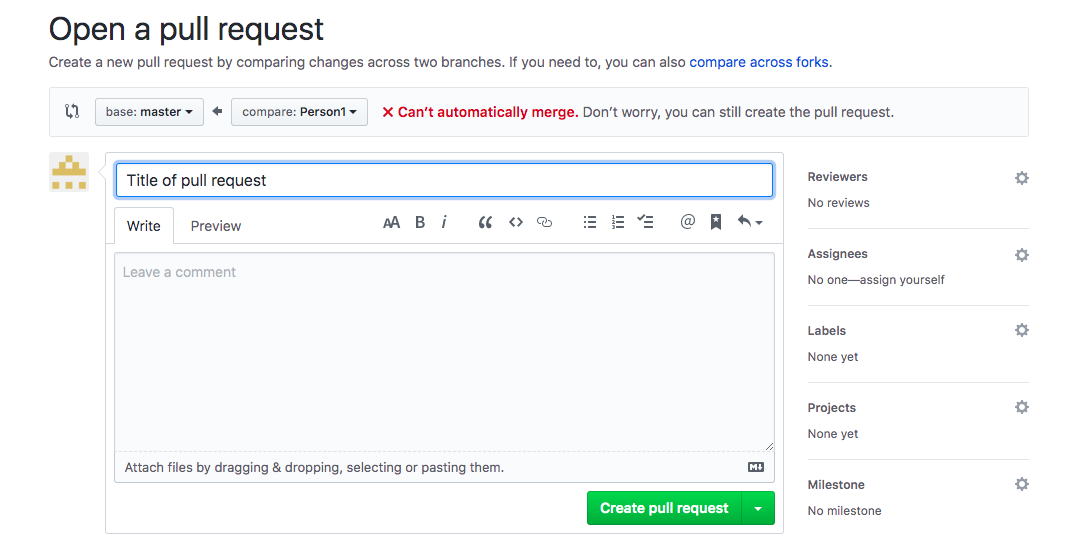 Open a pull request
Create a new pull request by comparing changes across two branches. If you need to, you can also compare across forks.
base: master compare: Person1 Can’t automatically merge. Don’t worry, you can still create the pull request.
Title of pull request
Write Preview AA B i @
Leave a comment
Attach files by dragging & dropping, selecting or pasting them.
Create pull request
Reviewers
No reviews
Assignees
No one—assign yourself
Labels
None yet
Projects
None yet
Milestone
No milestone